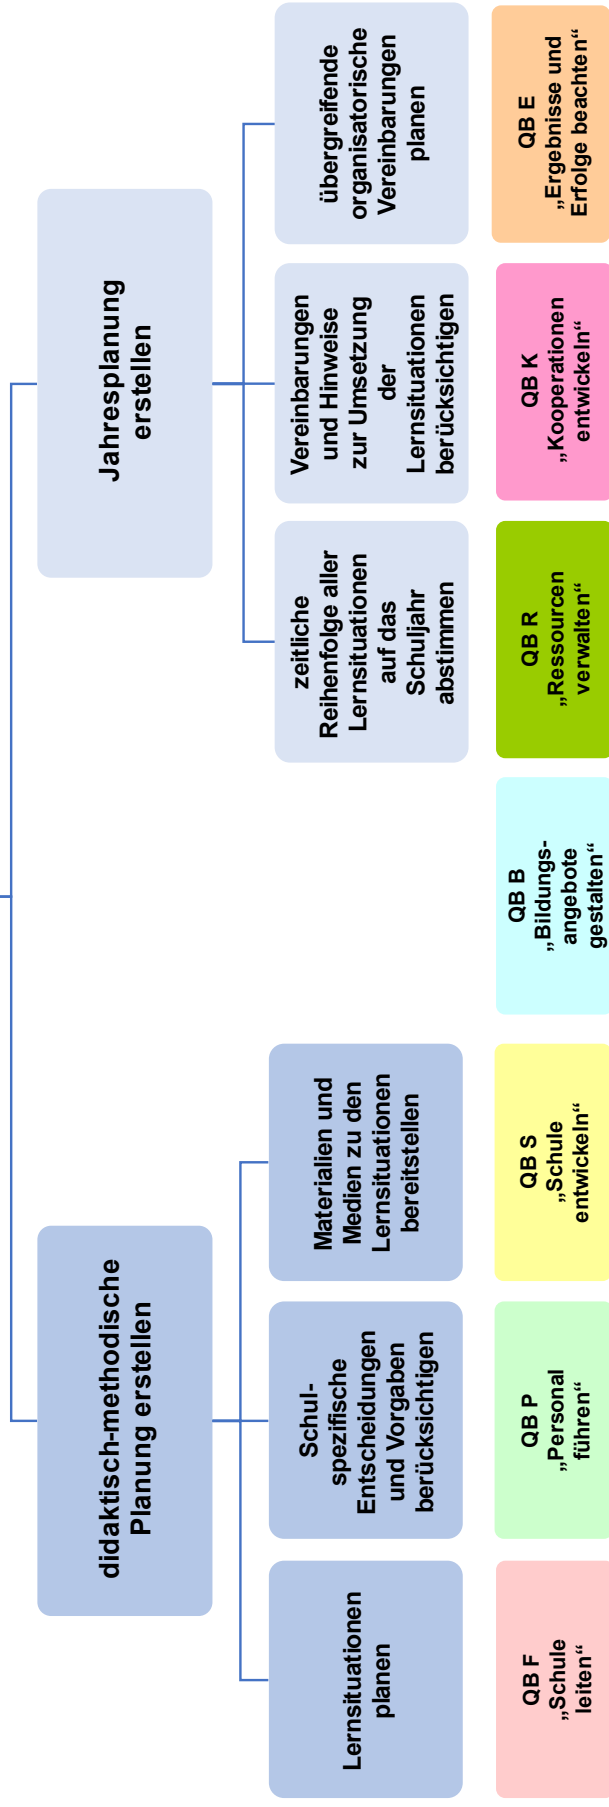 didaktisch-methodische
Planung erstellen
Jahresplanung
erstellen
Lernsituationen
planen
Schul-
spezifische
Entscheidungen
und Vorgaben
berücksichtigen
Materialien und
Medien zu den
Lernsituationen
bereitstellen
zeitliche
Reihenfolge aller
Lernsituationen
auf das
Schuljahr
abstimmen
Vereinbarungen
und Hinweise
zur Umsetzung
der
Lernsituationen
berücksichtigen
übergreifende
organisatorische
Vereinbarungen
planen
QB F
„Schule
leiten“
QB P
„Personal
führen“
QB S
„Schule
entwickeln“
QB B
„Bildungs-
angebote
gestalten“
QB R
„Ressourcen
verwalten“
QB K
„Kooperationen
entwickeln“
QB E
„Ergebnisse und
Erfolge beachten“